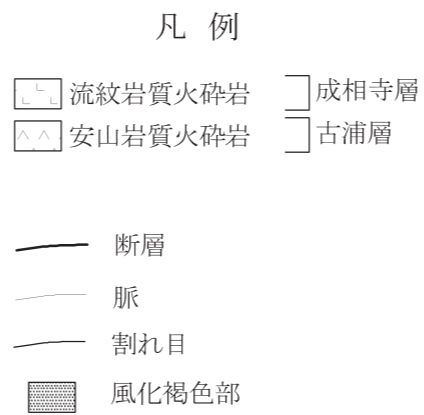 凡 例
流紋岩質火砕岩 成相寺層
安山岩質火砕岩 古浦層
断層
脈
割れ目
風化褐色部